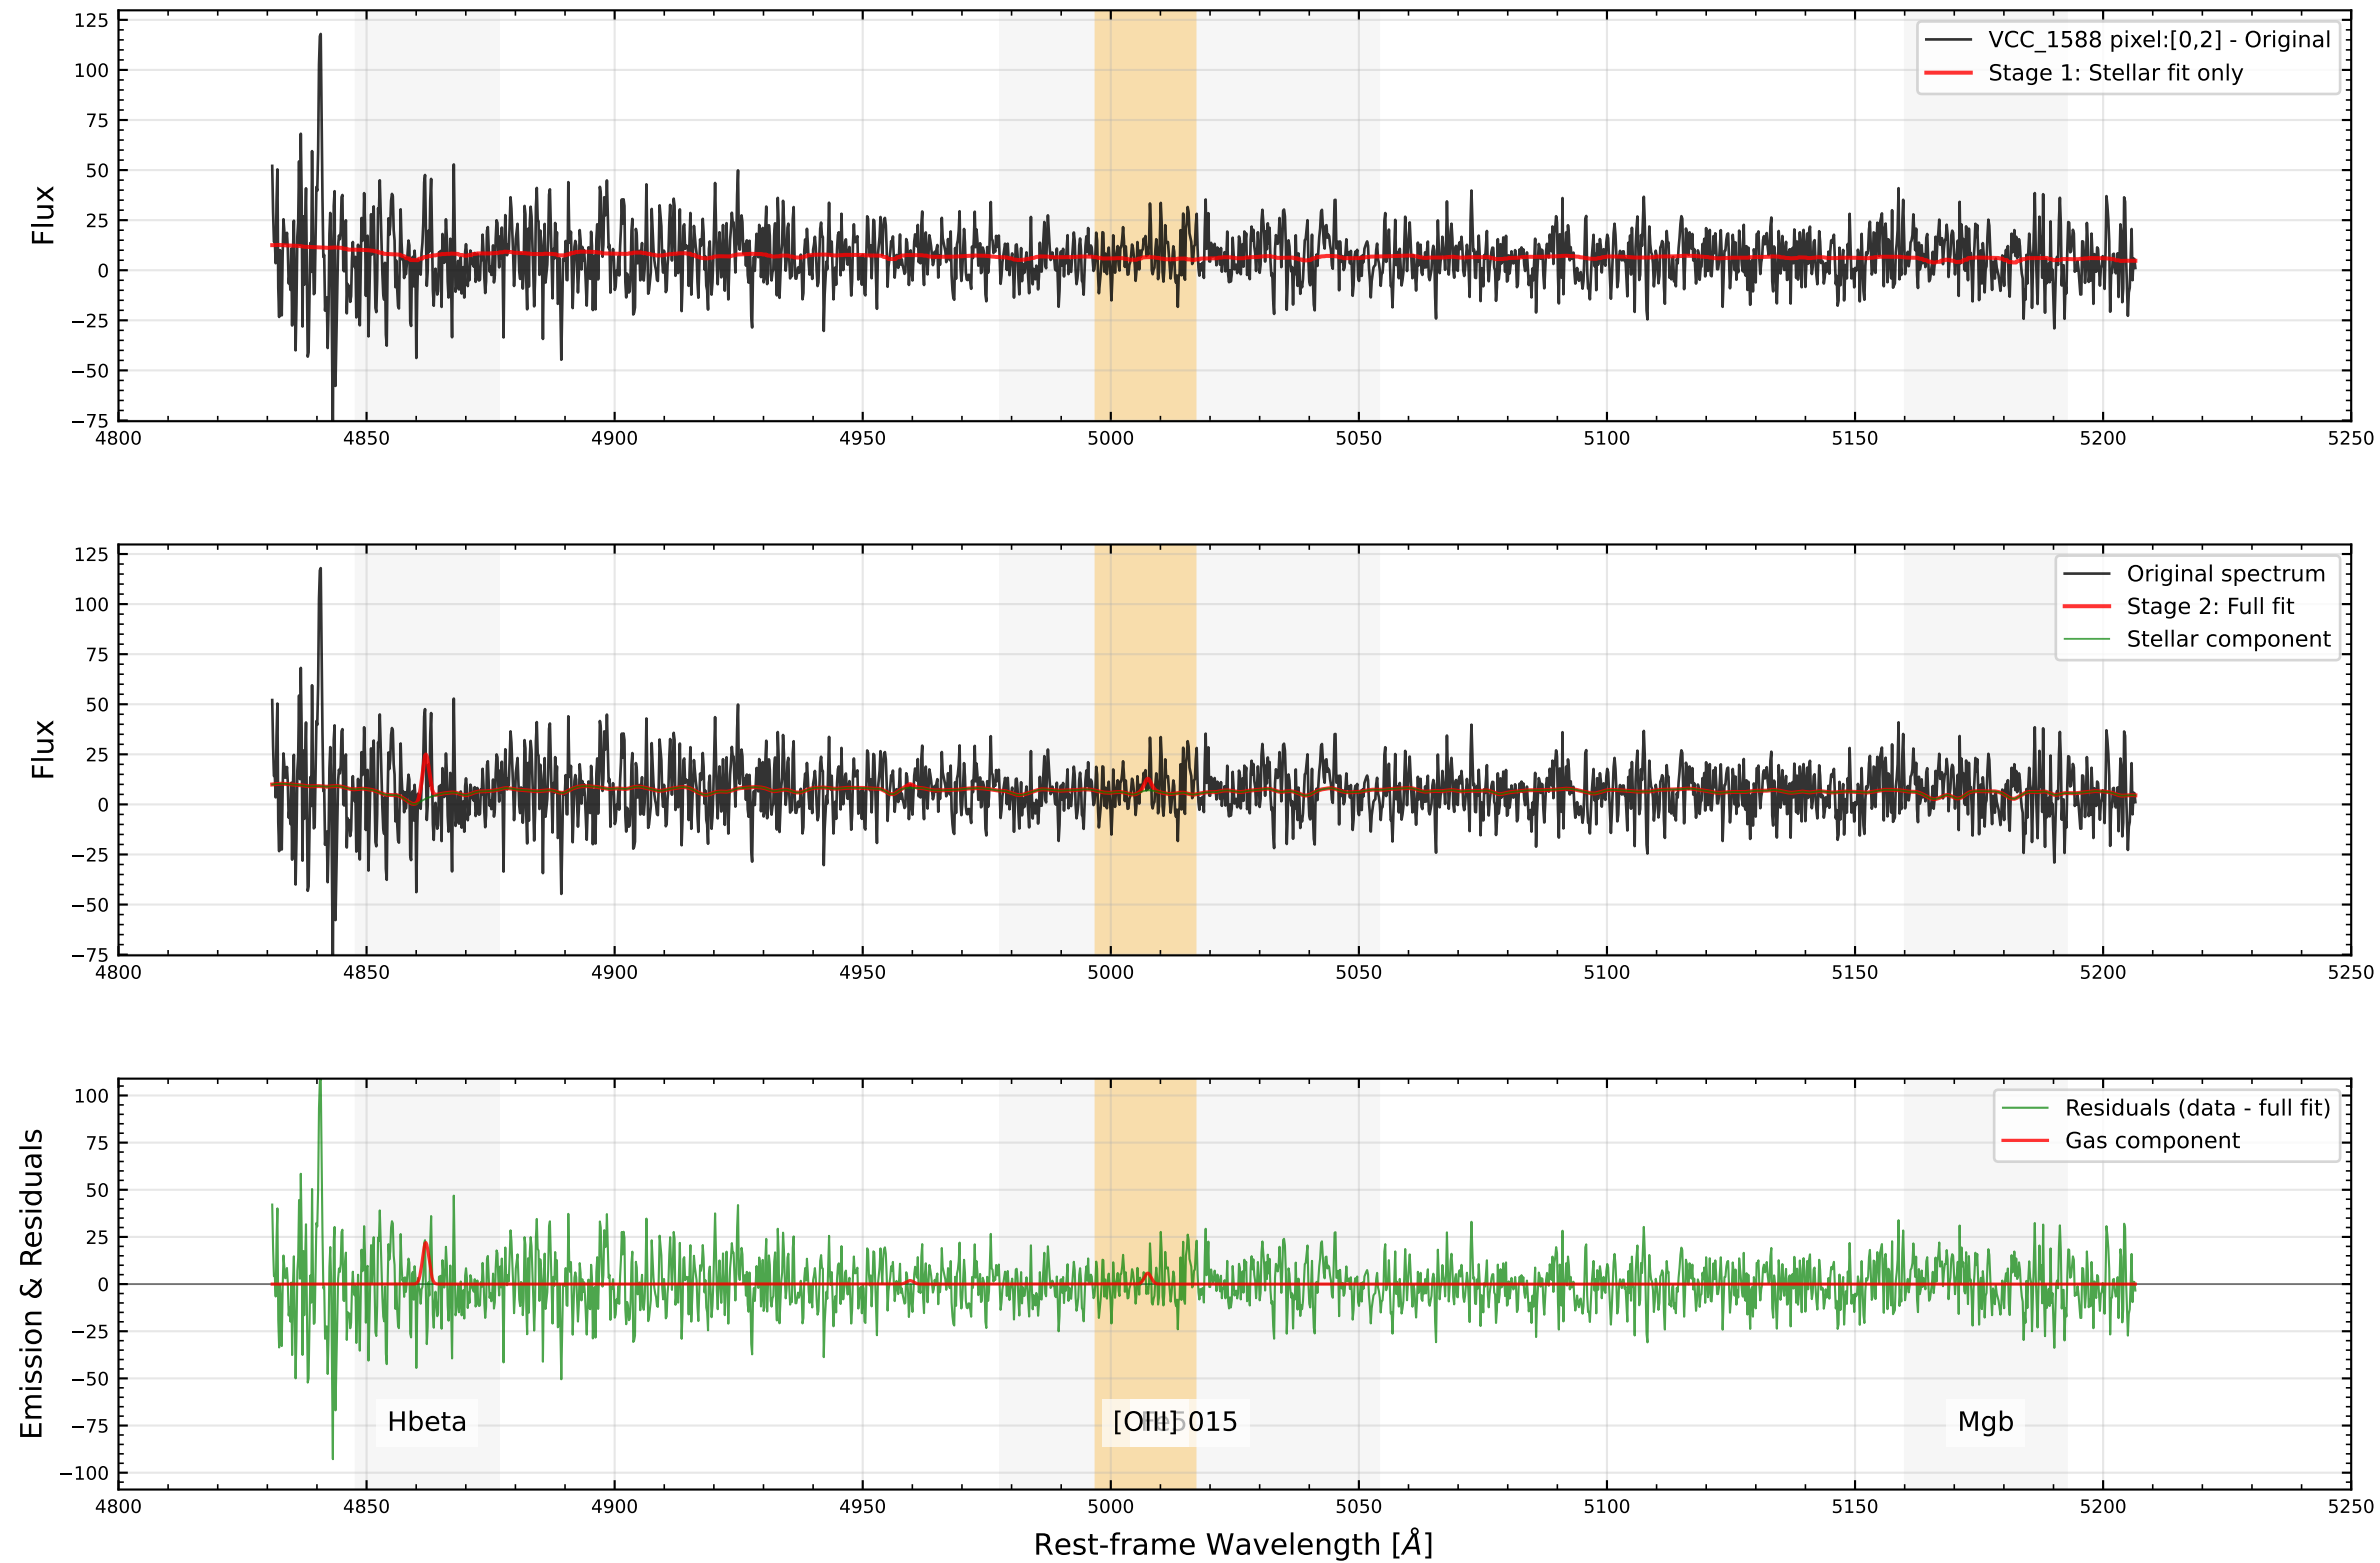 VCC_1588 pixel:[0,2] - Original
Stage 1: Stellar fit only
Flux
125
100
75
50
25
0
−25
−50
−75
4800 4850 4900 4950 5000 5050 5100 5150 5200 5250
Original spectrum
Stage 2: Full fit
Stellar component
Flux
125
100
75
50
25
0
−25
−50
−75
4800 4850 4900 4950 5000 5050 5100 5150 5200 5250
Residuals (data - full fit)
Gas component
Emission & Residuals
100
75
50
25
0
−25
−50
−75
−100
Hbeta
[OIII]
Fe5015
Mgb
4800 4850 4900 4950 5000 5050 5100 5150 5200 5250
Rest-frame Wavelength [Å]